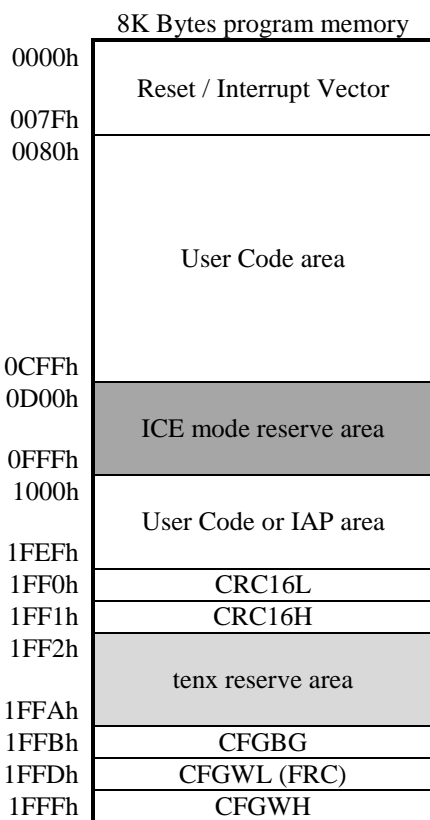 8K Bytes program memory
0000h
Reset / Interrupt Vector
007Fh
0080h
User Code area
0CFFh
0D00h
ICE mode reserve area
0FFFh
1000h
User Code or IAP area
1FEFh
1FF0h CRC16L
1FF1h CRC16H
1FF2h
tenx reserve area
1FFAh
1FFBh CFGBG
1FFDh CFGWL (FRC)
1FFFh CFGWH